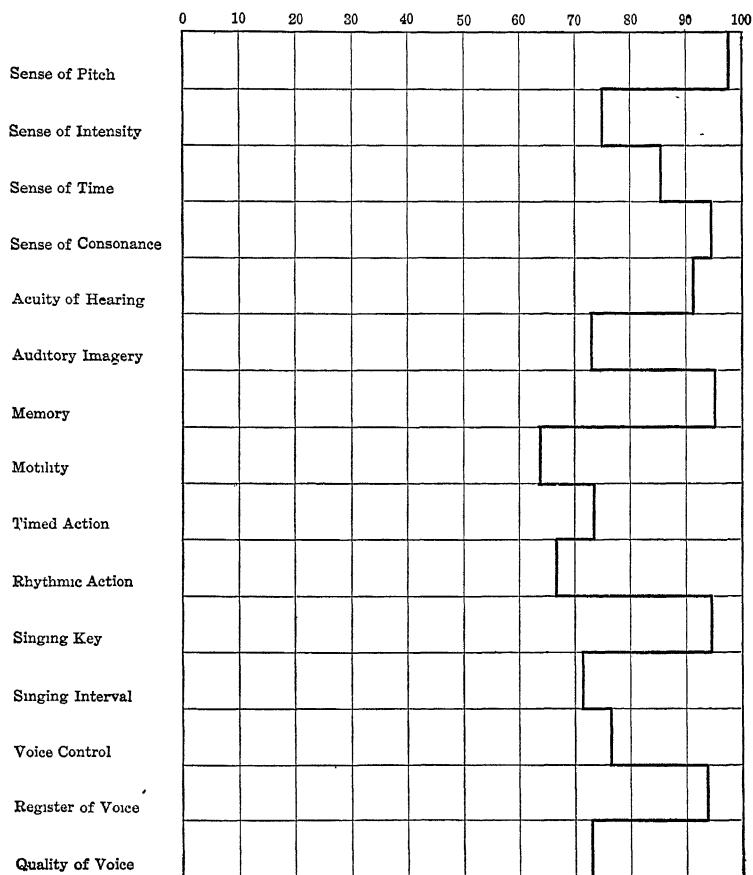 0 10 20 30 40 50 60 70 80 90 100
Sense of Pitch
Sense of Intensity
Sense of Time
Sense of Consonance
Acuity of Hearing
Auditory Imagery
Memory
Motility
Timed Action
Rhythmic Action
Singing Key
Singing Interval
Voice Control
Register of Voice
Quality of Voice